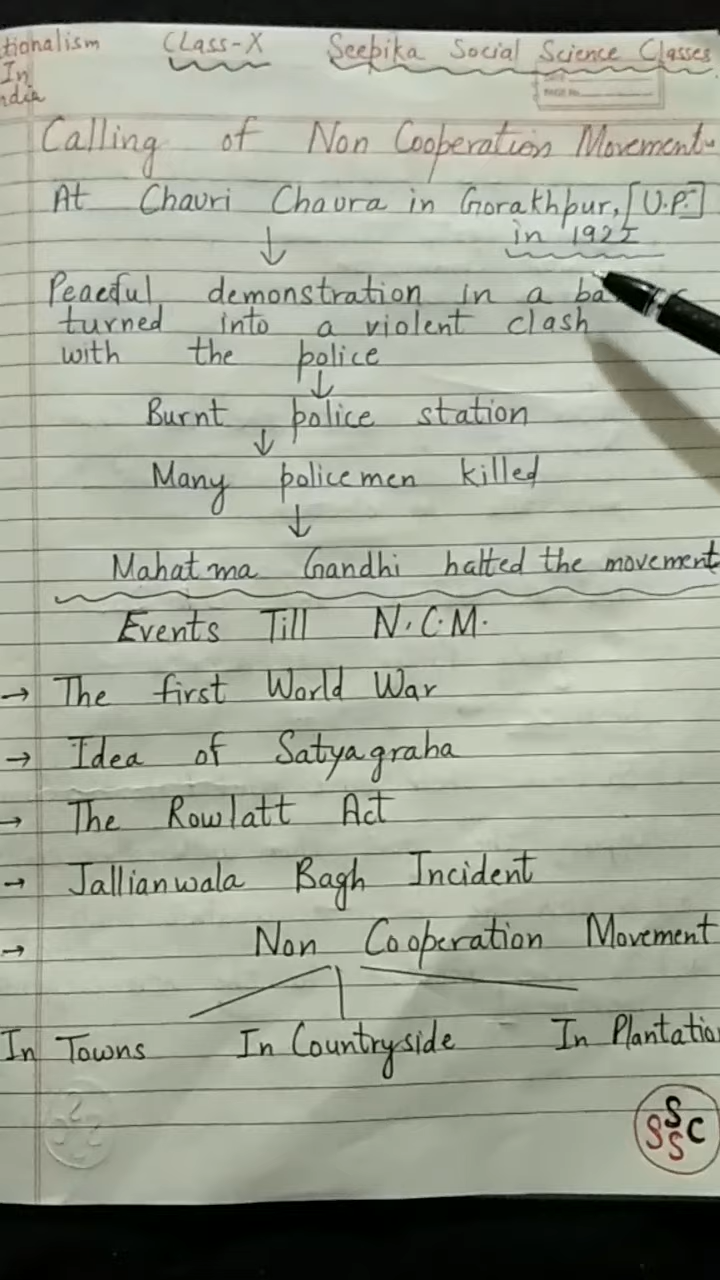 tionalism CLass-X Seepika Social Science Classes
In
ndia
Calling of Non Cooperation Movement
At Chauri Chaura in Gorakhpur, [U.P.]
in 1922
Peaceful demonstration in a
turned into a violent clash
with the police
Burnt police station
Many policemen killed
Mahatma Gandhi halted the movement
Events Till N.C.M.
→ The first World War
→ Idea of Satyagraha
→ The Rowlatt Act
→ Jallianwala Bagh Incident
→ Non Cooperation Movement
In Towns In Countryside In Plantatio
SSSC